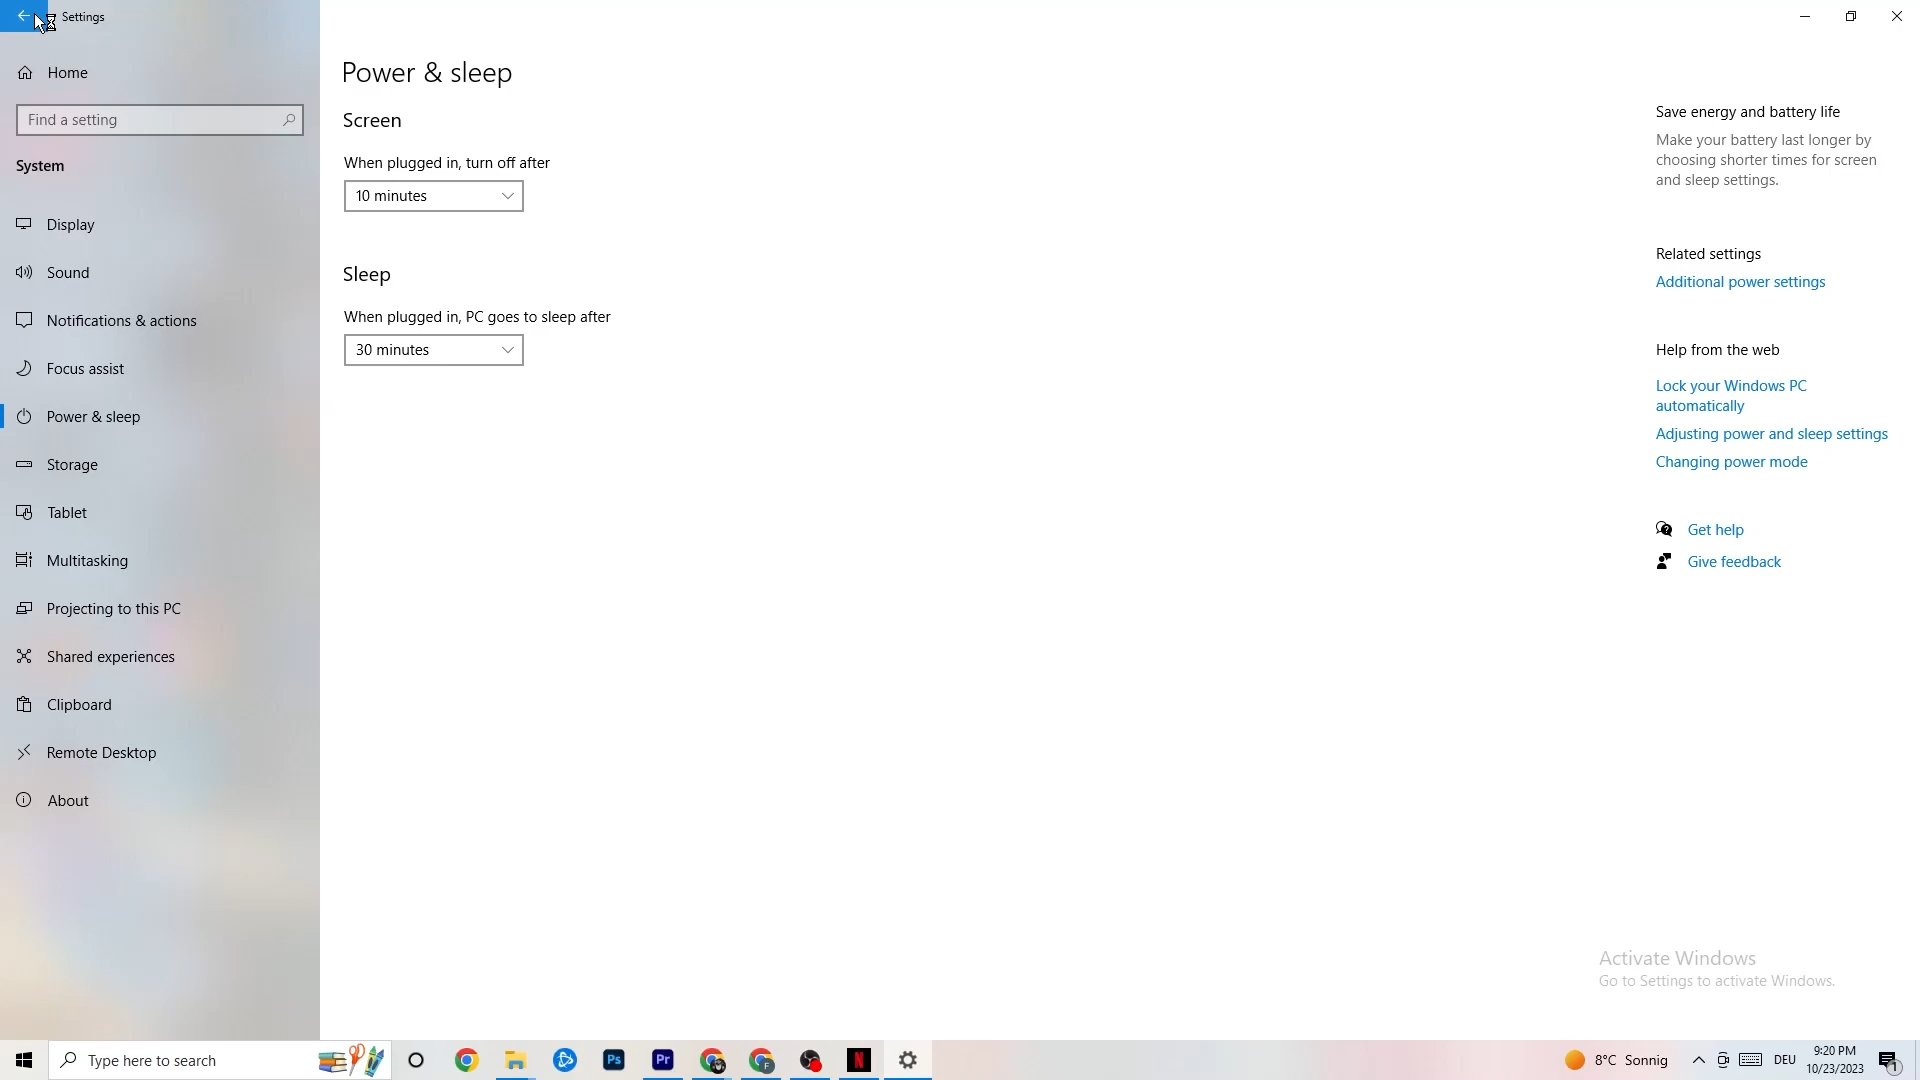 Settings
Home
Find a setting
System
Display
Sound
Notifications & actions
Focus assist
Power & sleep
Storage
Tablet
Multitasking
Projecting to this PC
Shared experiences
Clipboard
Remote Desktop
About
Power & sleep
Screen
When plugged in, turn off after
10 minutes
Sleep
When plugged in, PC goes to sleep after
30 minutes
Save energy and battery life
Make your battery last longer by
choosing shorter times for screen
and sleep settings.
Related settings
Additional power settings
Help from the web
Lock your Windows PC
automatically
Adjusting power and sleep settings
Changing power mode
Get help
Give feedback
Activate Windows
Go to Settings to activate Windows.
Type here to search
Ps
Pr
F
N
8°C Sonnig
DEU
9:20 PM
10/23/2023
1